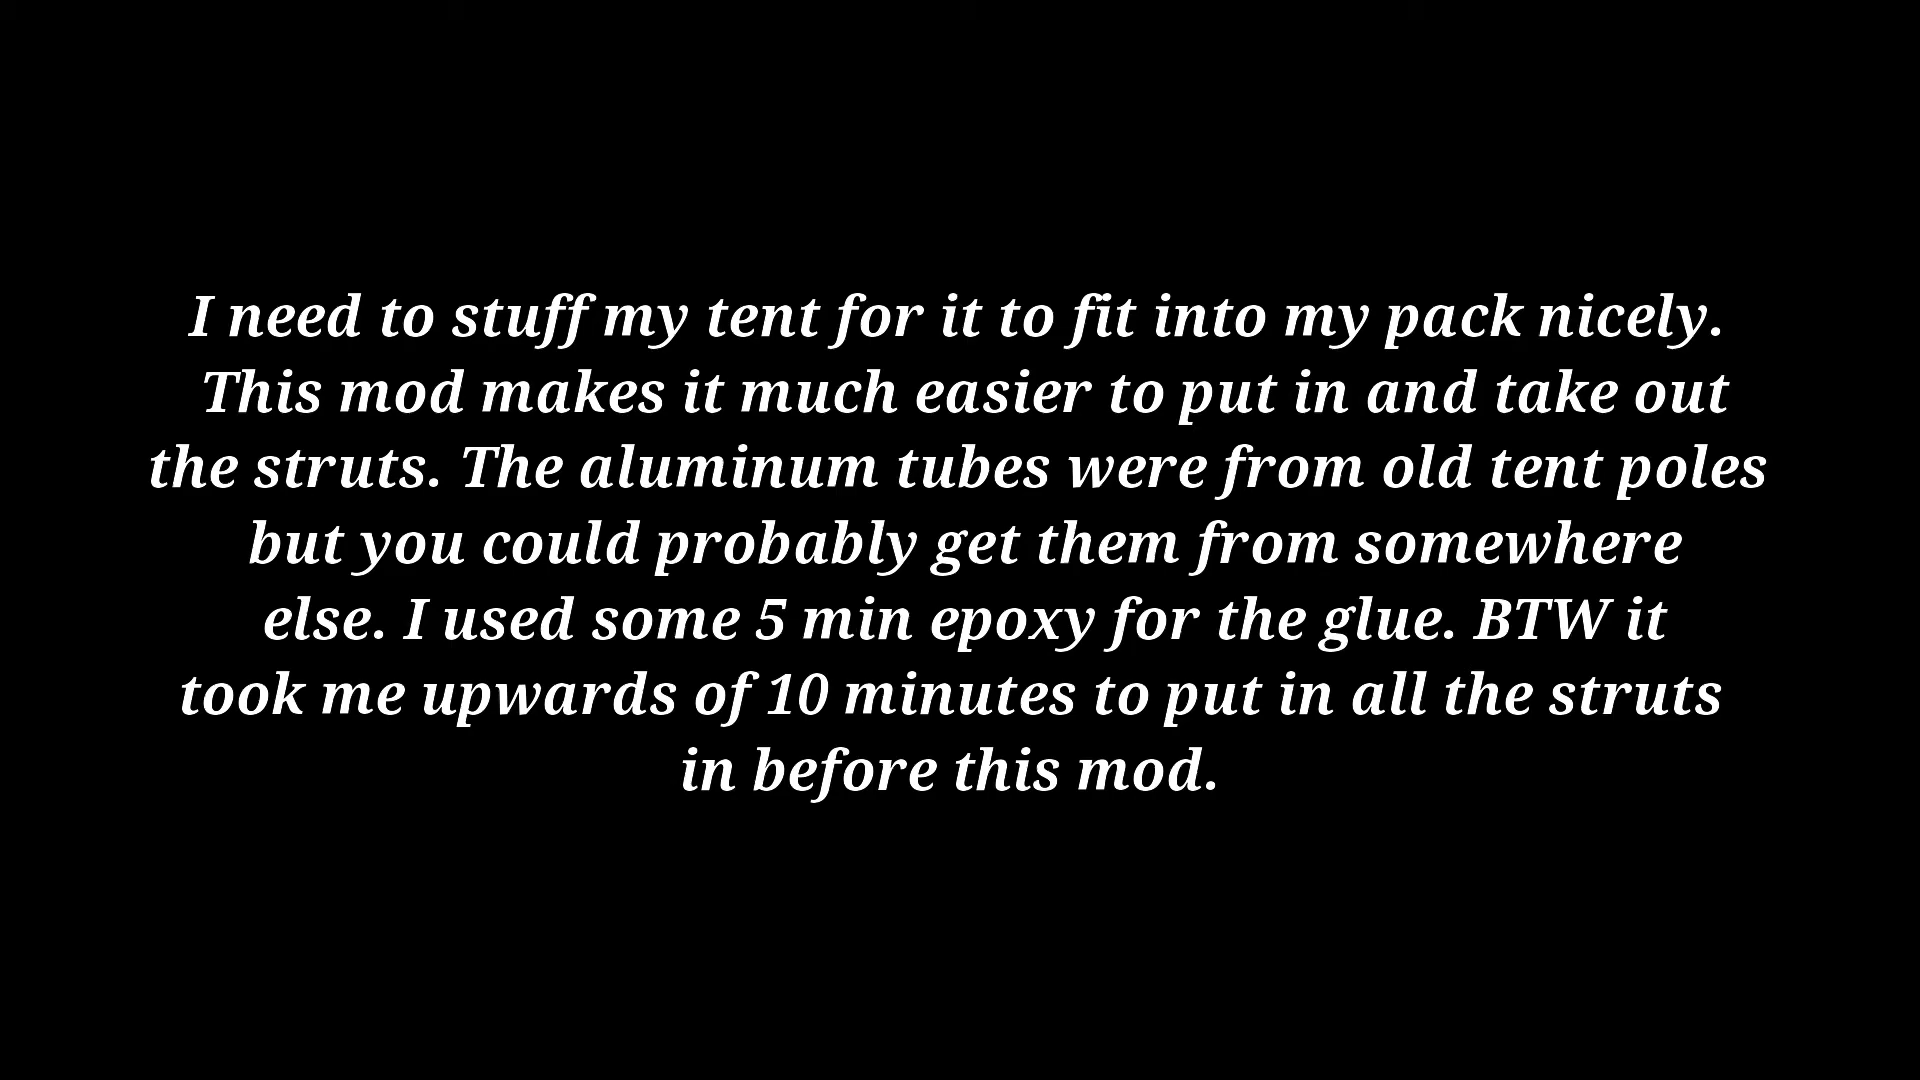 I need to stuff my tent for it to fit into my pack nicely.
This mod makes it much easier to put in and take out
the struts. The aluminum tubes were from old tent poles
but you could probably get them from somewhere
else. I used some 5 min epoxy for the glue. BTW it
took me upwards of 10 minutes to put in all the struts
in before this mod.